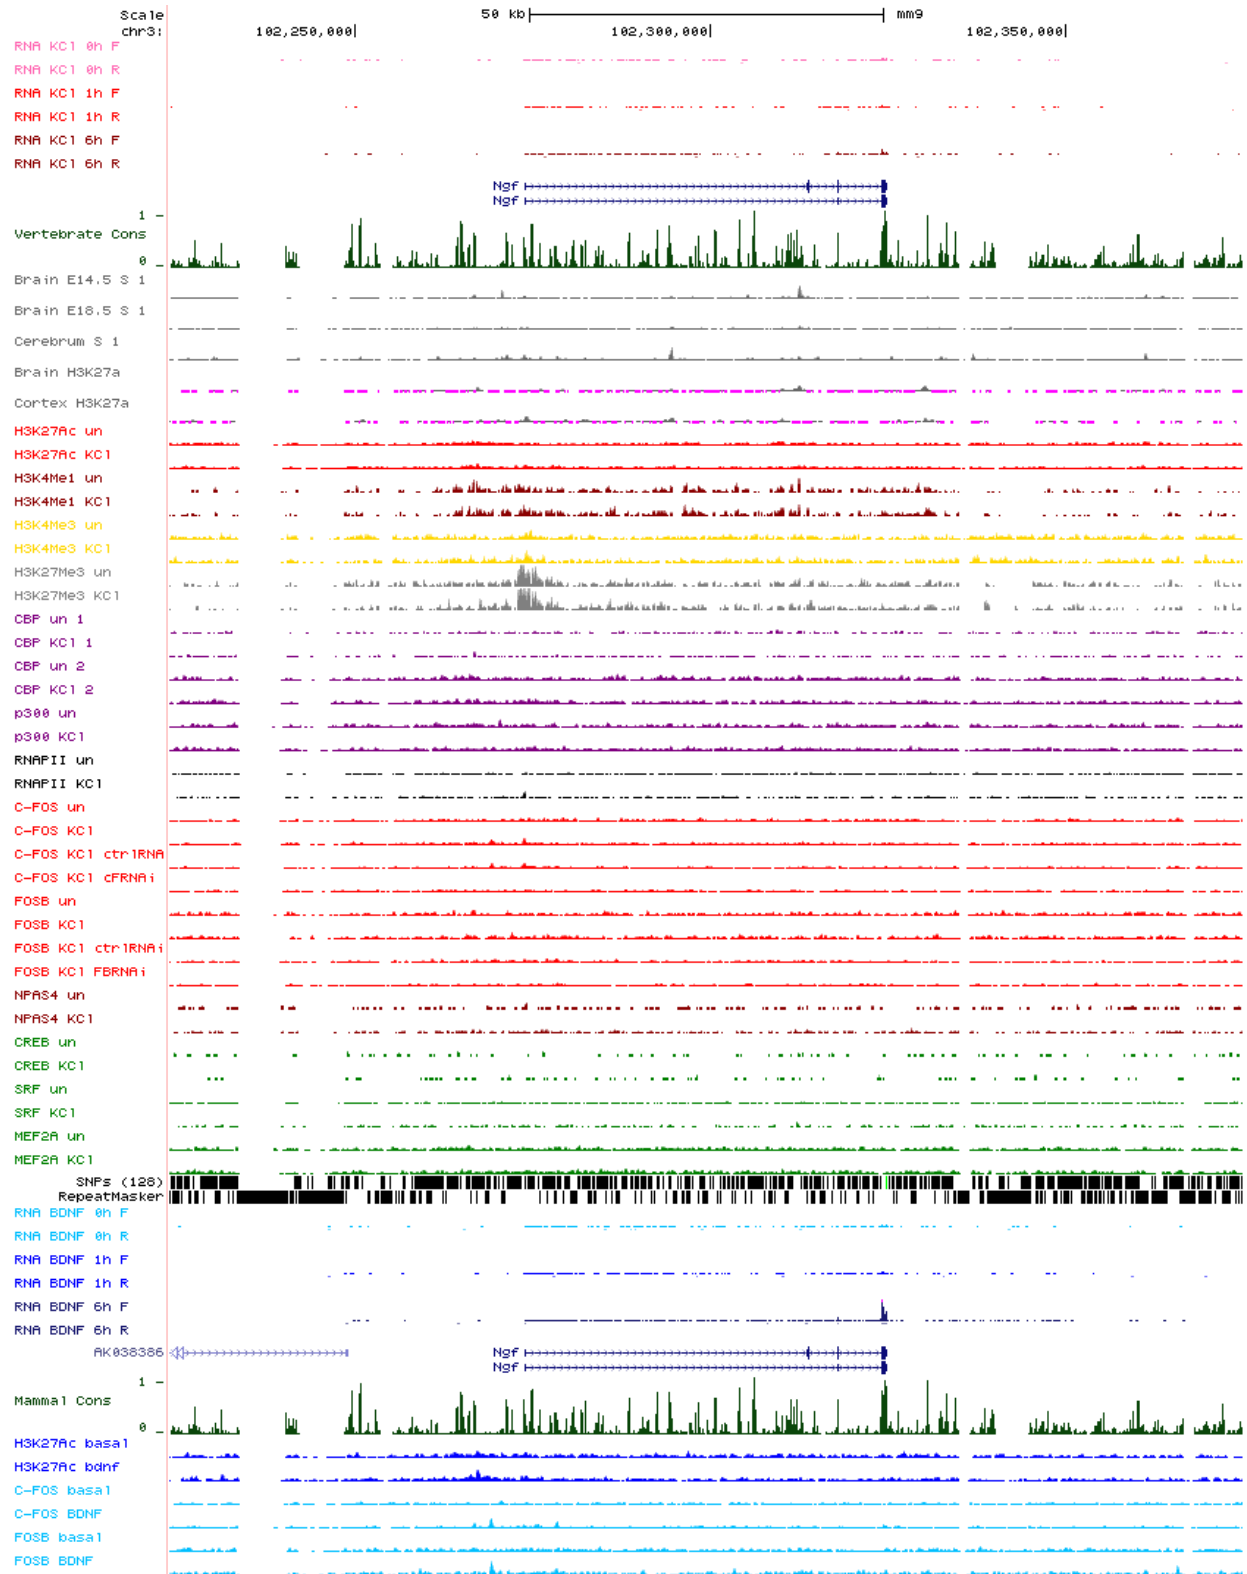 Scale 50 kb mm9
chr3: 102,250,000 102,300,000 102,350,000
RNA KCl 0h F
RNA KCl 0h R
RNA KCl 1h F
RNA KCl 1h R
RNA KCl 6h F
RNA KCl 6h R
Ngf
Ngf
1
Vertebrate Cons
0
Brain E14.5 S 1
Brain E18.5 S 1
Cerebrum S 1
Brain H3K27a
Cortex H3K27a
H3K27Ac un
H3K27Ac KCl
H3K4Me1 un
H3K4Me1 KCl
H3K4Me3 un
H3K4Me3 KCl
H3K27Me3 un
H3K27Me3 KCl
CBP un 1
CBP KCl 1
CBP un 2
CBP KCl 2
p300 un
p300 KCl
RNAPII un
RNAPII KCl
C-FOS un
C-FOS KCl
C-FOS KCl ctrlRNA
C-FOS KCl cFRNAi
FOSB un
FOSB KCl
FOSB KCl ctrlRNAi
FOSB KCl FBRNAi
NPAS4 un
NPAS4 KCl
CREB un
CREB KCl
SRF un
SRF KCl
MEF2A un
MEF2A KCl
SNPs (128)
RepeatMasker
RNA BDNF 0h F
RNA BDNF 0h R
RNA BDNF 1h F
RNA BDNF 1h R
RNA BDNF 6h F
RNA BDNF 6h R
AK038386 Ngf
Ngf
1
Mammal Cons
0
H3K27Ac basal
H3K27Ac bdnf
C-FOS basal
C-FOS BDNF
FOSB basal
FOSB BDNF